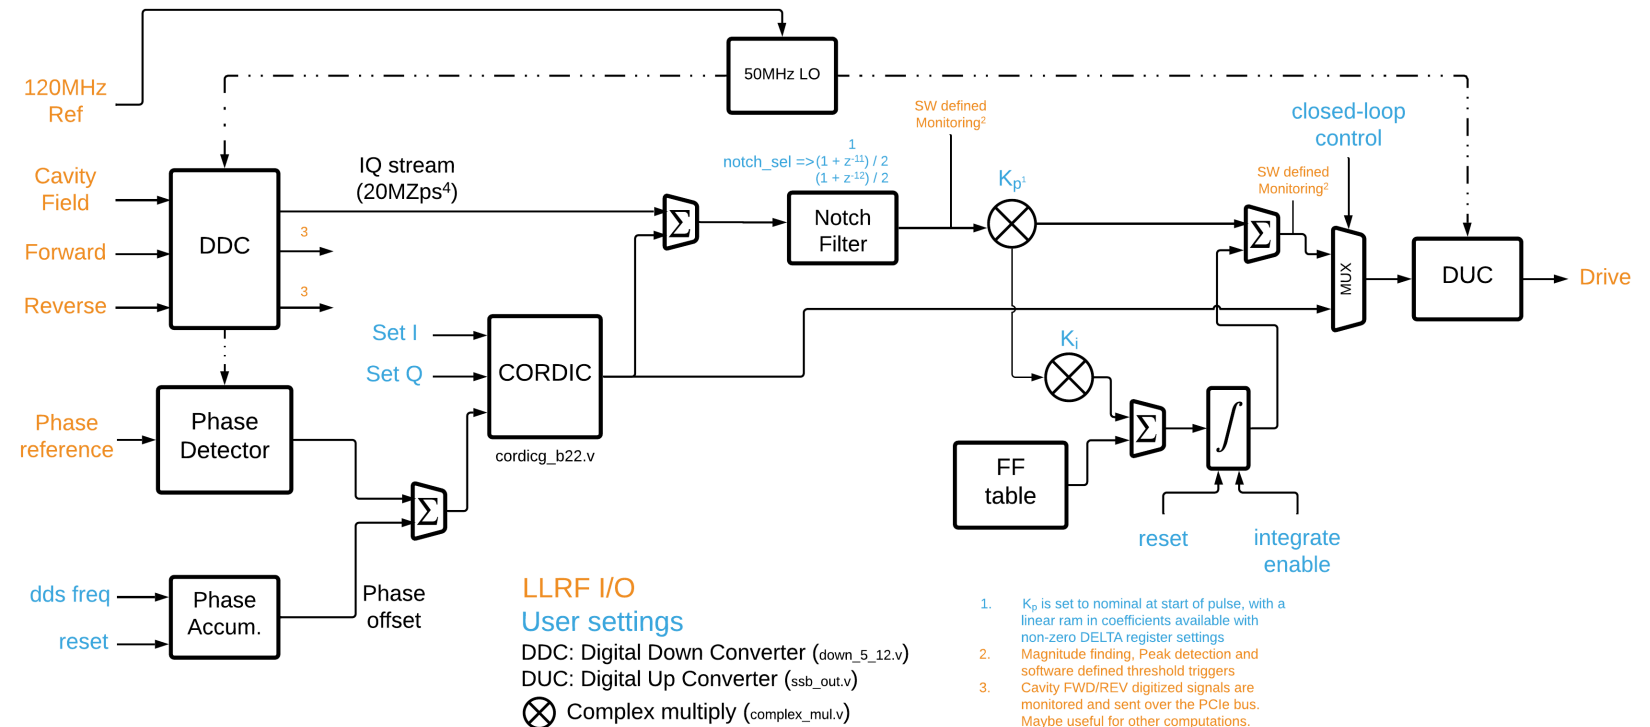 120MHz
Ref
50MHz LO
Cavity
Field
Forward
Reverse
DDC
3
3
IQ stream
(20MZps⁴)
notch_sel =>
1
(1 + z⁻¹¹) / 2
(1 + z⁻¹²) / 2
Σ
Notch
Filter
SW defined
Monitoring²
Kp¹
closed-loop
control
SW defined
Monitoring²
Σ
MUX
DUC
Drive
Set I
Set Q
CORDIC
cordicg_b22.v
Ki
Σ
∫
FF
table
reset
integrate
enable
Phase
reference
Phase
Detector
Σ
dds freq
reset
Phase
Accum.
Phase
offset
LLRF I/O
User settings
DDC: Digital Down Converter (down_5_12.v)
DUC: Digital Up Converter (ssb_out.v)
Complex multiply (complex_mul.v)
1. Kp is set to nominal at start of pulse, with a
linear ram in coefficients available with
non-zero DELTA register settings
2. Magnitude finding, Peak detection and
software defined threshold triggers
3. Cavity FWD/REV digitized signals are
monitored and sent over the PCIe bus.
Maybe useful for other computations.